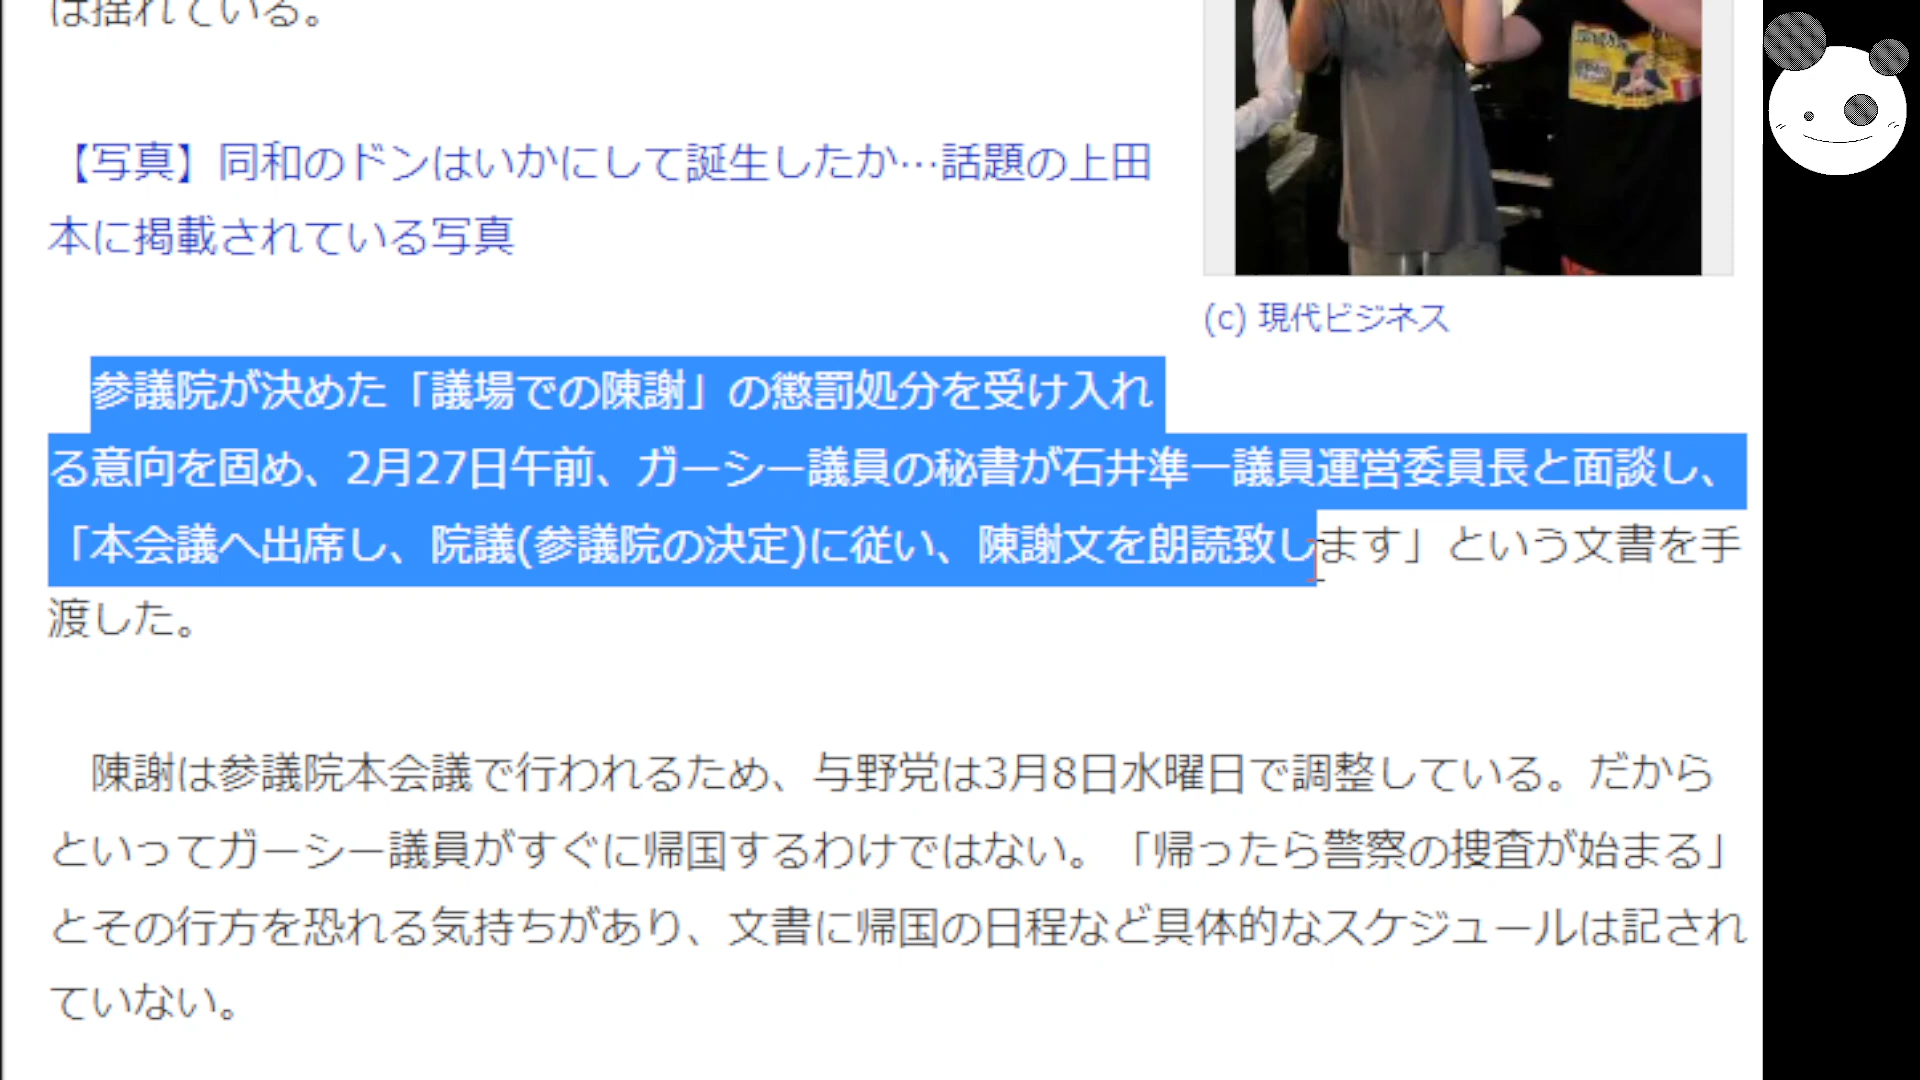 は揺れている。
【写真】同和のドンはいかにして誕生したか…話題の上田
本に掲載されている写真
(c) 現代ビジネス
参議院が決めた「議場での陳謝」の懲罰処分を受け入れ
る意向を固め、2月27日午前、ガーシー議員の秘書が石井準一議員運営委員長と面談し、
「本会議へ出席し、院議(参議院の決定)に従い、陳謝文を朗読致します」という文書を手
渡した。
陳謝は参議院本会議で行われるため、与野党は3月8日水曜日で調整している。だから
といってガーシー議員がすぐに帰国するわけではない。「帰ったら警察の捜査が始まる」
とその行方を恐れる気持ちがあり、文書に帰国の日程など具体的なスケジュールは記され
ていない。